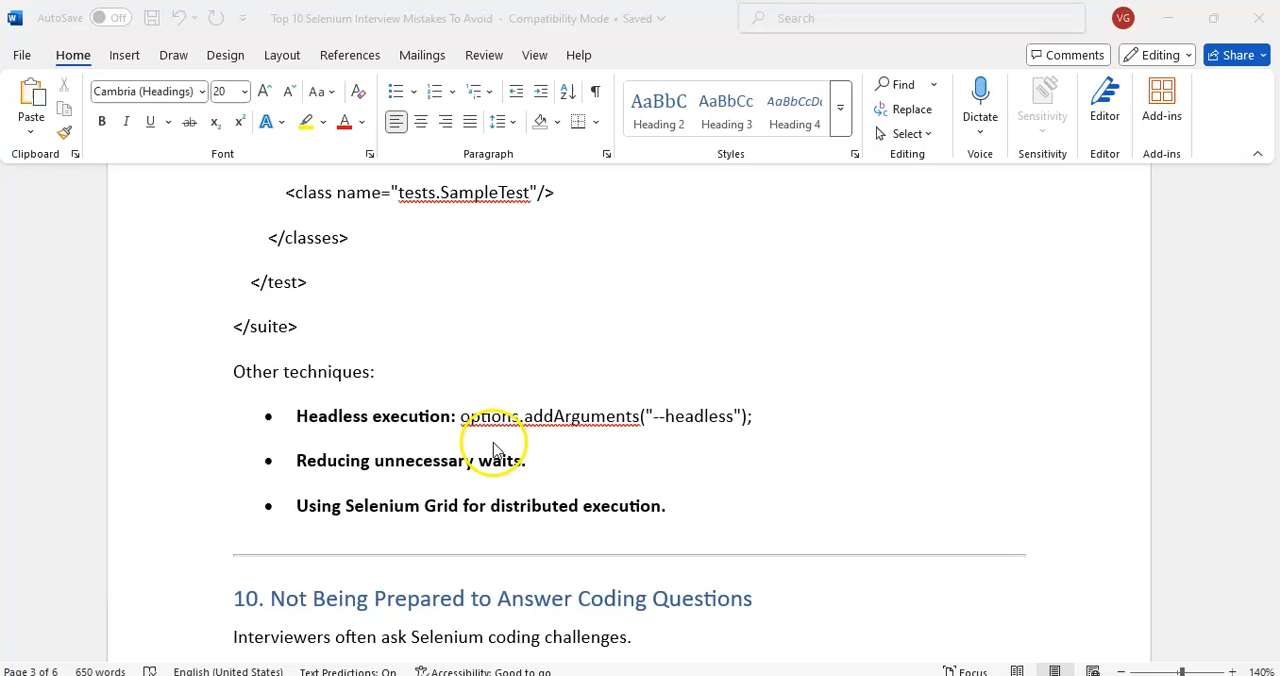 AutoSave Off Top 10 Selenium Interview Mistakes To Avoid - Compatibility Mode • Saved Search VG
File Home Insert Draw Design Layout References Mailings Review View Help Comments Editing Share
Cambria (Headings) 20 A A Aa A
Paste
B I U ab x₂ x² A A
AaBbC AaBbCc AaBbCcDc
Heading 2 Heading 3 Heading 4
Find
Replace
Select
Dictate Sensitivity Editor Add-ins
Clipboard Font Paragraph Styles Editing Voice Sensitivity Editor Add-ins
<class name="tests.SampleTest"/>
</classes>
</test>
</suite>
Other techniques:
• Headless execution: options.addArguments("--headless");
• Reducing unnecessary waits.
• Using Selenium Grid for distributed execution.
10. Not Being Prepared to Answer Coding Questions
Interviewers often ask Selenium coding challenges.
Page 3 of 6 650 words English (United States) Text Predictions: On Accessibility: Good to go Focus 140%